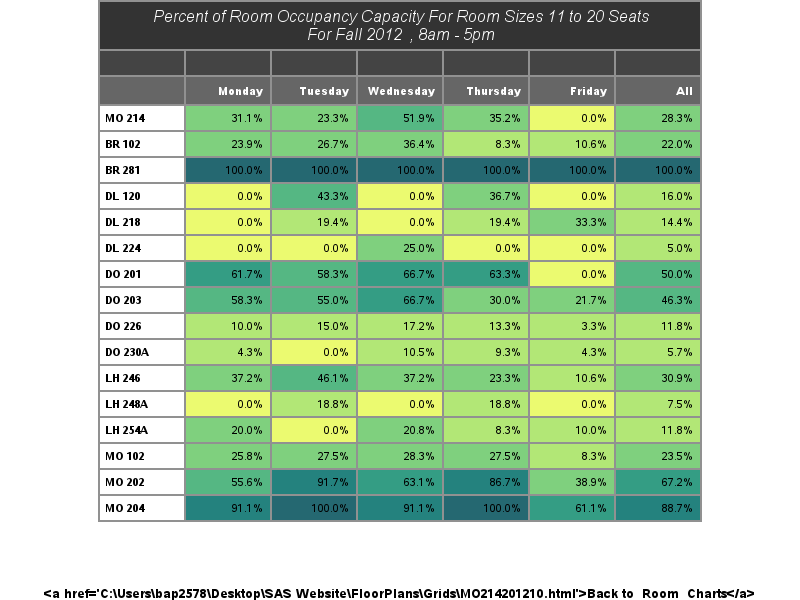 Percent of Room Occupancy Capacity For Room Sizes 11 to 20 Seats
For Fall 2012 , 8am - 5pm
Monday Tuesday Wednesday Thursday Friday All
MO 214 31.1% 23.3% 51.9% 35.2% 0.0% 28.3%
BR 102 23.9% 26.7% 36.4% 8.3% 10.6% 22.0%
BR 281 100.0% 100.0% 100.0% 100.0% 100.0% 100.0%
DL 120 0.0% 43.3% 0.0% 36.7% 0.0% 16.0%
DL 218 0.0% 19.4% 0.0% 19.4% 33.3% 14.4%
DL 224 0.0% 0.0% 25.0% 0.0% 0.0% 5.0%
DO 201 61.7% 58.3% 66.7% 63.3% 0.0% 50.0%
DO 203 58.3% 55.0% 66.7% 30.0% 21.7% 46.3%
DO 226 10.0% 15.0% 17.2% 13.3% 3.3% 11.8%
DO 230A 4.3% 0.0% 10.5% 9.3% 4.3% 5.7%
LH 246 37.2% 46.1% 37.2% 23.3% 10.6% 30.9%
LH 248A 0.0% 18.8% 0.0% 18.8% 0.0% 7.5%
LH 254A 20.0% 0.0% 20.8% 8.3% 10.0% 11.8%
MO 102 25.8% 27.5% 28.3% 27.5% 8.3% 23.5%
MO 202 55.6% 91.7% 63.1% 86.7% 38.9% 67.2%
MO 204 91.1% 100.0% 91.1% 100.0% 61.1% 88.7%
<a href='C:\Users\bap2578\Desktop\SAS Website\FloorPlans\Grids\MO214201210.html'>Back to Room Charts</a>